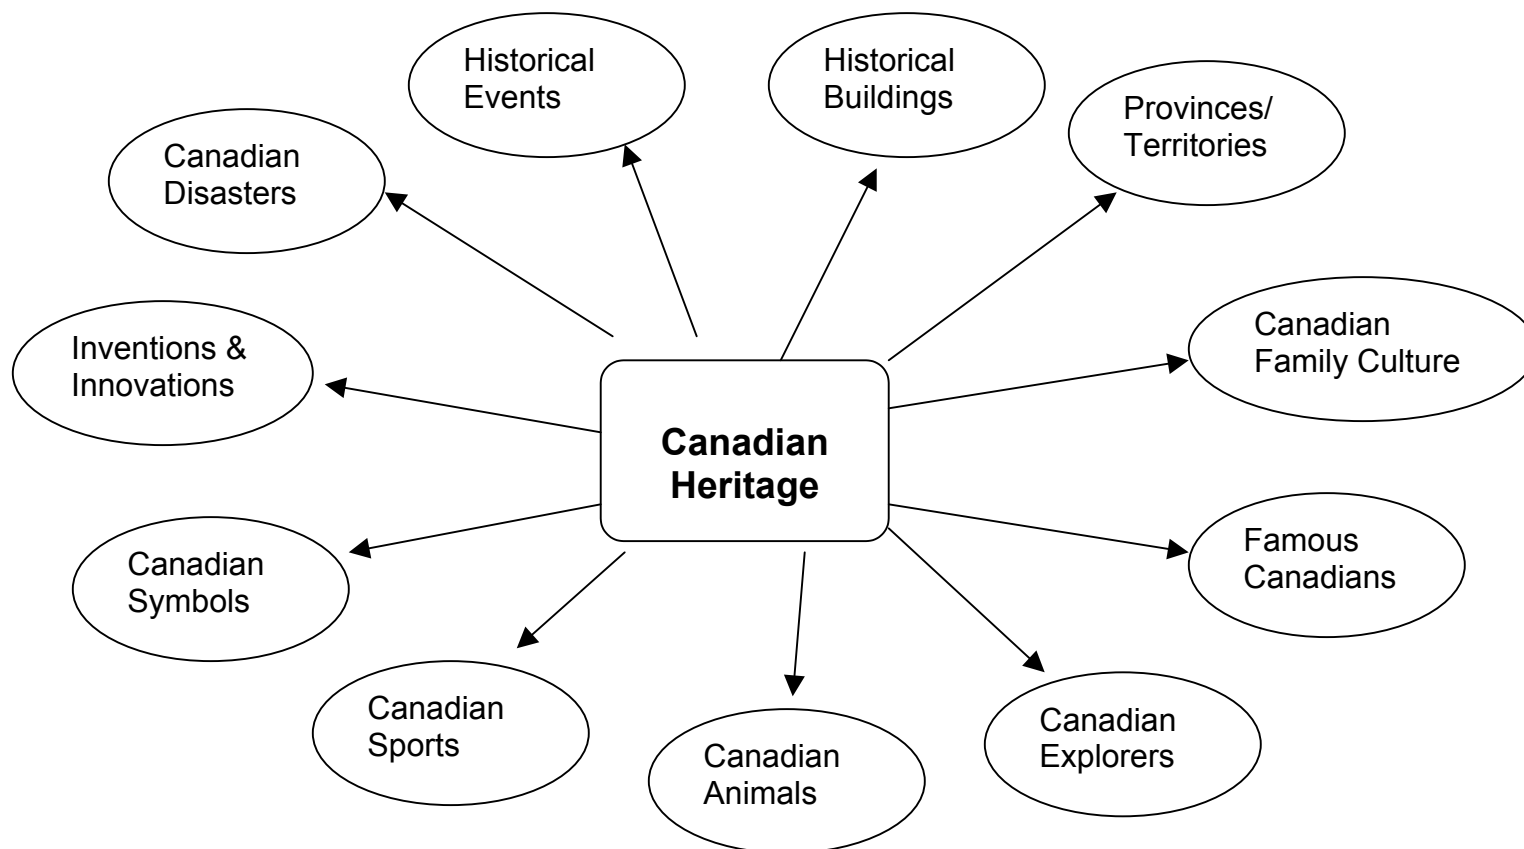 Historical
Events
Historical
Buildings
Provinces/
Territories
Canadian
Disasters
Canadian
Family Culture
Inventions &
Innovations
Canadian
Heritage
Famous
Canadians
Canadian
Symbols
Canadian
Sports
Canadian
Animals
Canadian
Explorers